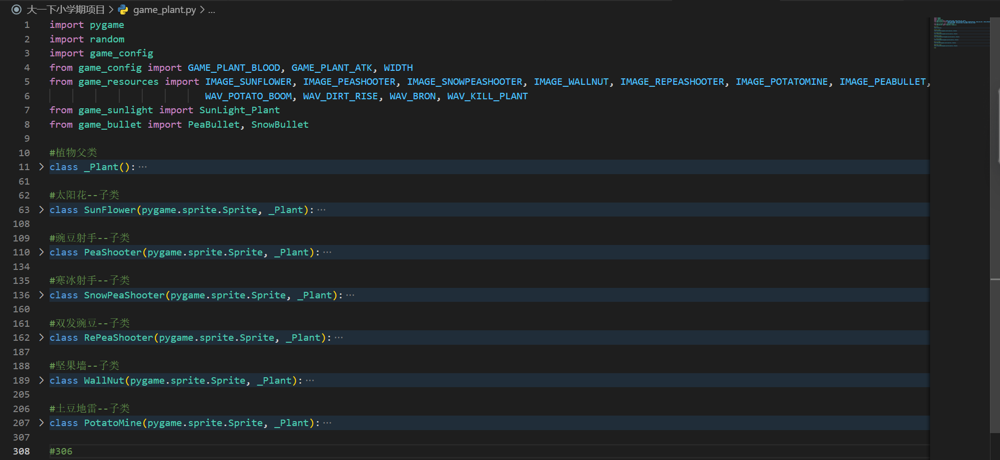 大一下小学期项目 > game_plant.py > ...
1 import pygame
2 import random
3 import game_config
4 from game_config import GAME_PLANT_BLOOD, GAME_PLANT_ATK, WIDTH
5 from game_resources import IMAGE_SUNFLOWER, IMAGE_PEASHOOTER, IMAGE_SNOWPEASHOOTER, IMAGE_WALLNUT, IMAGE_REPEASHOOTER, IMAGE_POTATOMINE, IMAGE_PEABULLET,
6 WAV_POTATO_BOOM, WAV_DIRT_RISE, WAV_BRON, WAV_KILL_PLANT
7 from game_sunlight import SunLight_Plant
8 from game_bullet import PeaBullet, SnowBullet
9
10 #植物父类
11 > class _Plant():···
61
62 #太阳花--子类
63 > class SunFlower(pygame.sprite.Sprite, _Plant):···
108
109 #豌豆射手--子类
110 > class PeaShooter(pygame.sprite.Sprite, _Plant):···
134
135 #寒冰射手--子类
136 > class SnowPeaShooter(pygame.sprite.Sprite, _Plant):···
160
161 #双发豌豆--子类
162 > class RePeaShooter(pygame.sprite.Sprite, _Plant):···
187
188 #坚果墙--子类
189 > class WallNut(pygame.sprite.Sprite, _Plant):···
205
206 #土豆地雷--子类
207 > class PotatoMine(pygame.sprite.Sprite, _Plant):···
307
308 #306